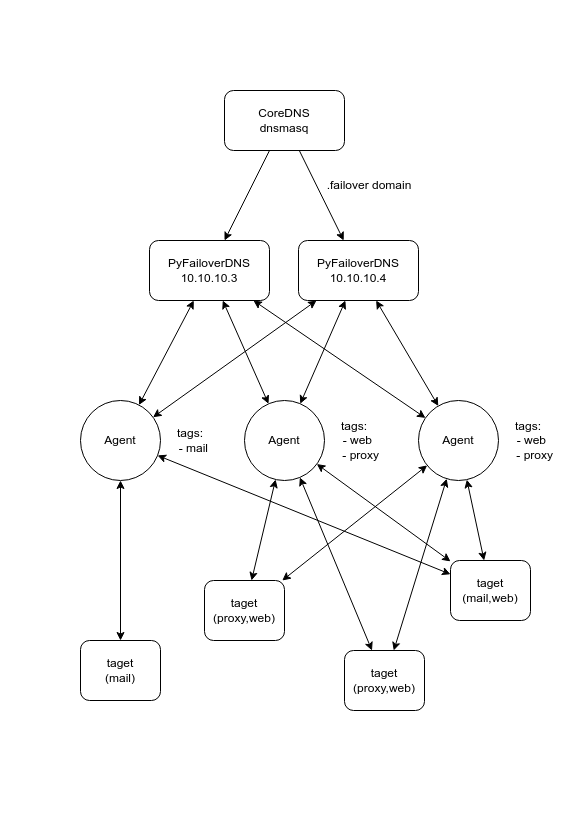 CoreDNS
dnsmasq
.failover domain
PyFailoverDNS
10.10.10.3
PyFailoverDNS
10.10.10.4
Agent
tags:
- mail
Agent
tags:
- web
- proxy
Agent
tags:
- web
- proxy
taget
(mail,web)
taget
(proxy,web)
taget
(mail)
taget
(proxy,web)